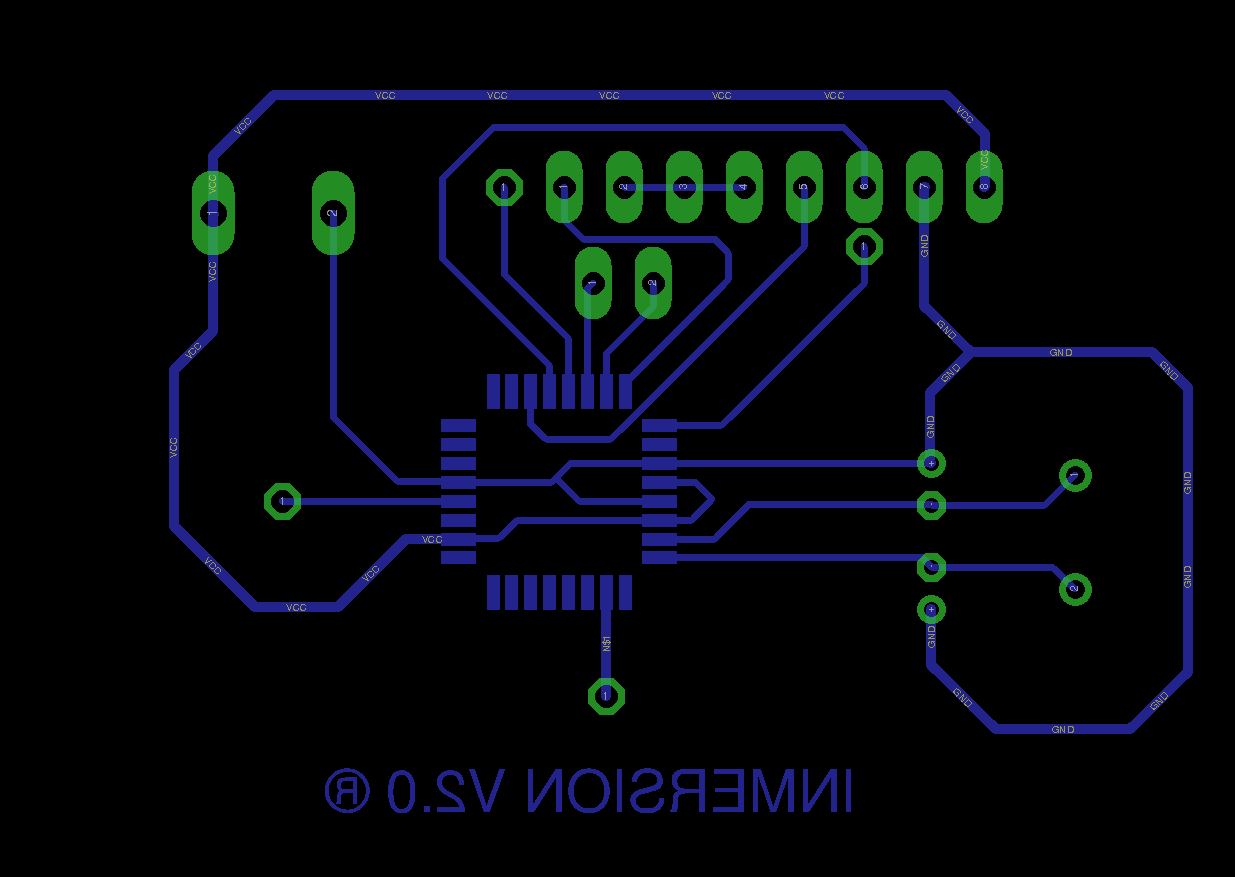 VCC VCC VCC VCC VCC
VCC VCC
VCC VCC
1 2 1 1 2 3 4 5 6 7 8
1
GND
VCC
1 2
GND
VCC GND GND
GND
GND
VCC
+ 1
GND
1 - 
VCC
VCC VCC - 
GND
2
VCC +
GND
N$1
1 GND GND
GND
INMERSION V2.0 ®